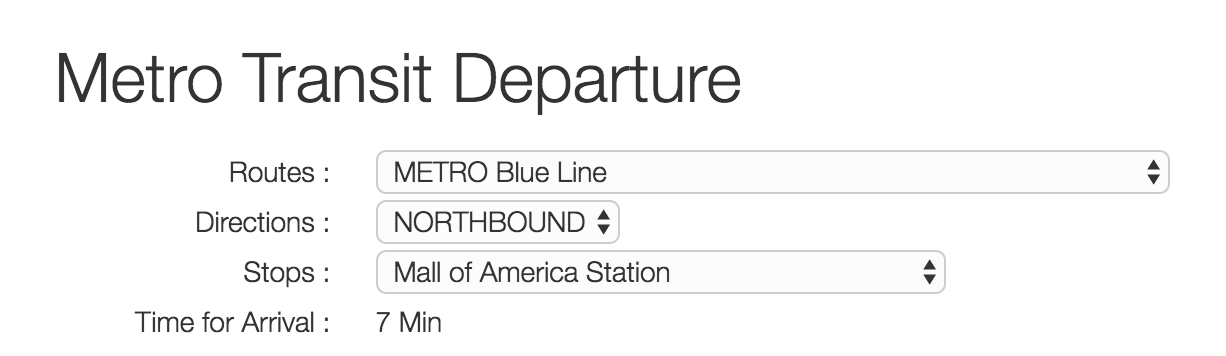 Metro Transit Departure
Routes : METRO Blue Line
Directions : NORTHBOUND
Stops : Mall of America Station
Time for Arrival : 7 Min